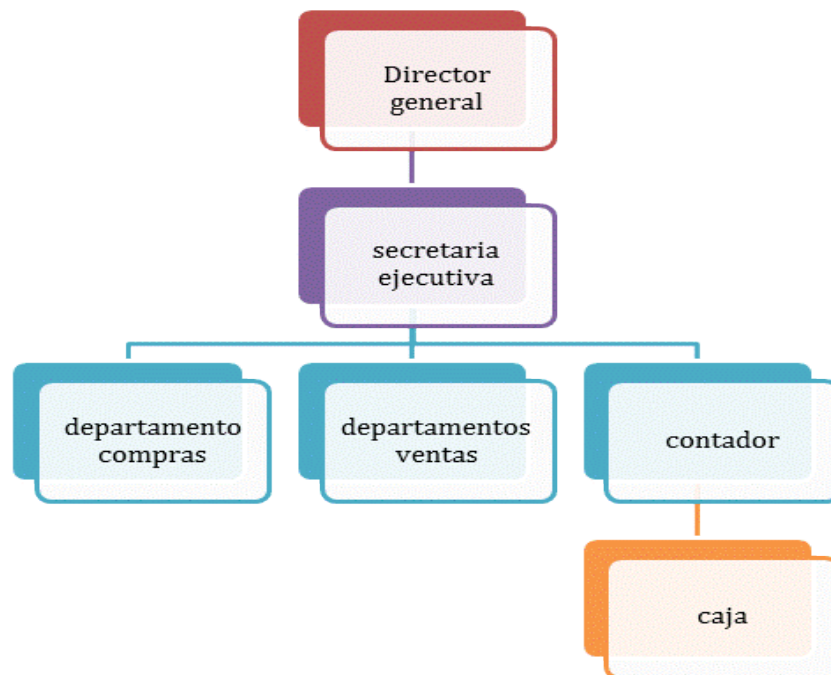 Director
general
secretaria
ejecutiva
departamento
compras
departamentos
ventas
contador
caja